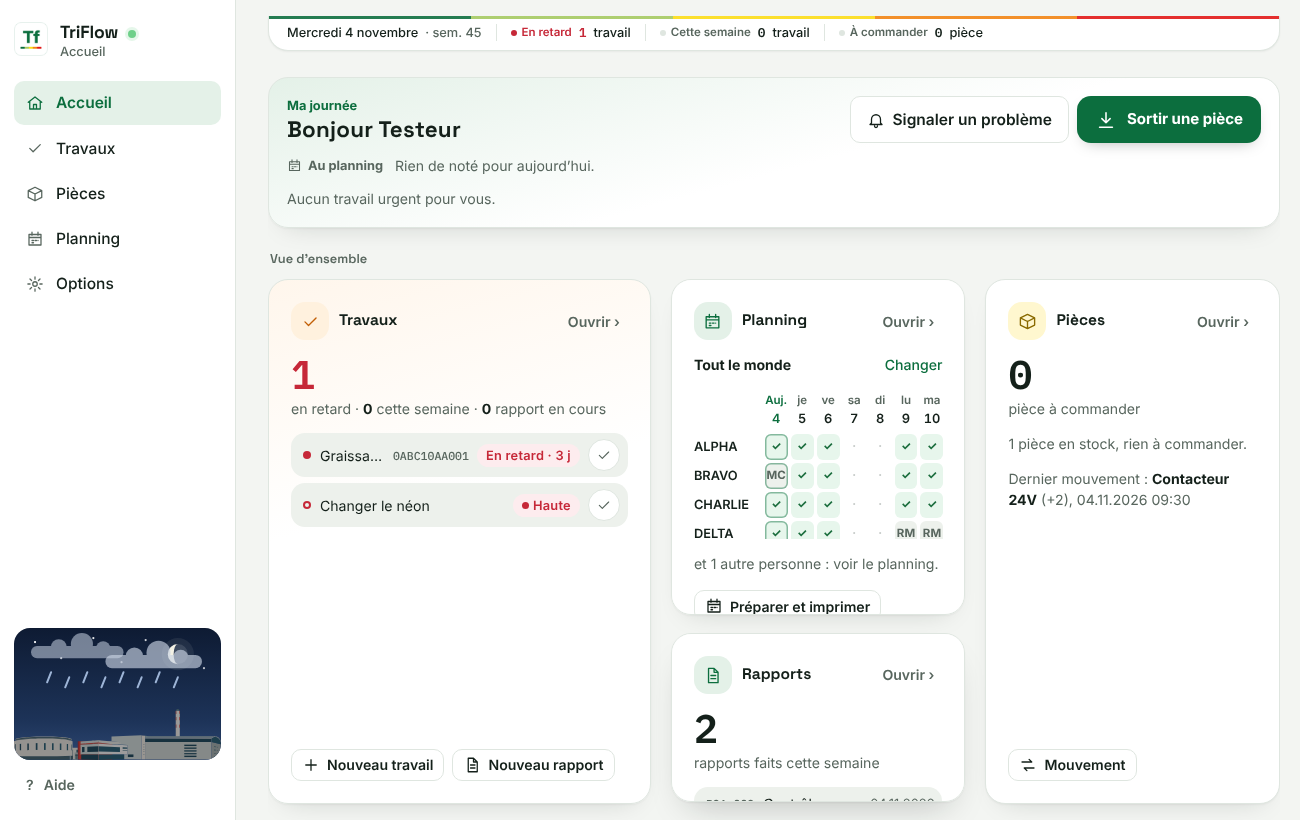 Tf
TriFlow
Accueil
Accueil
Travaux
Pièces
Planning
Options
? Aide
Mercredi 4 novembre · sem. 45
En retard 1 travail
Cette semaine 0 travail
À commander 0 pièce
Ma journée
Bonjour Testeur
Au planning Rien de noté pour aujourd’hui.
Aucun travail urgent pour vous.
Signaler un problème
Sortir une pièce
Vue d’ensemble
Travaux
Ouvrir ›
1
en retard · 0 cette semaine · 0 rapport en cours
Graissa... 0ABC10AA001 En retard · 3 j
Changer le néon Haute
Nouveau travail
Nouveau rapport
Planning
Ouvrir ›
Tout le monde Changer
Auj. je ve sa di lu ma
4 5 6 7 8 9 10
ALPHA
BRAVO MC
CHARLIE
DELTA RM RM
et 1 autre personne : voir le planning.
Préparer et imprimer
Rapports
Ouvrir ›
2
rapports faits cette semaine
Pièces
Ouvrir ›
0
pièce à commander
1 pièce en stock, rien à commander.
Dernier mouvement : Contacteur
24V (+2), 04.11.2026 09:30
Mouvement